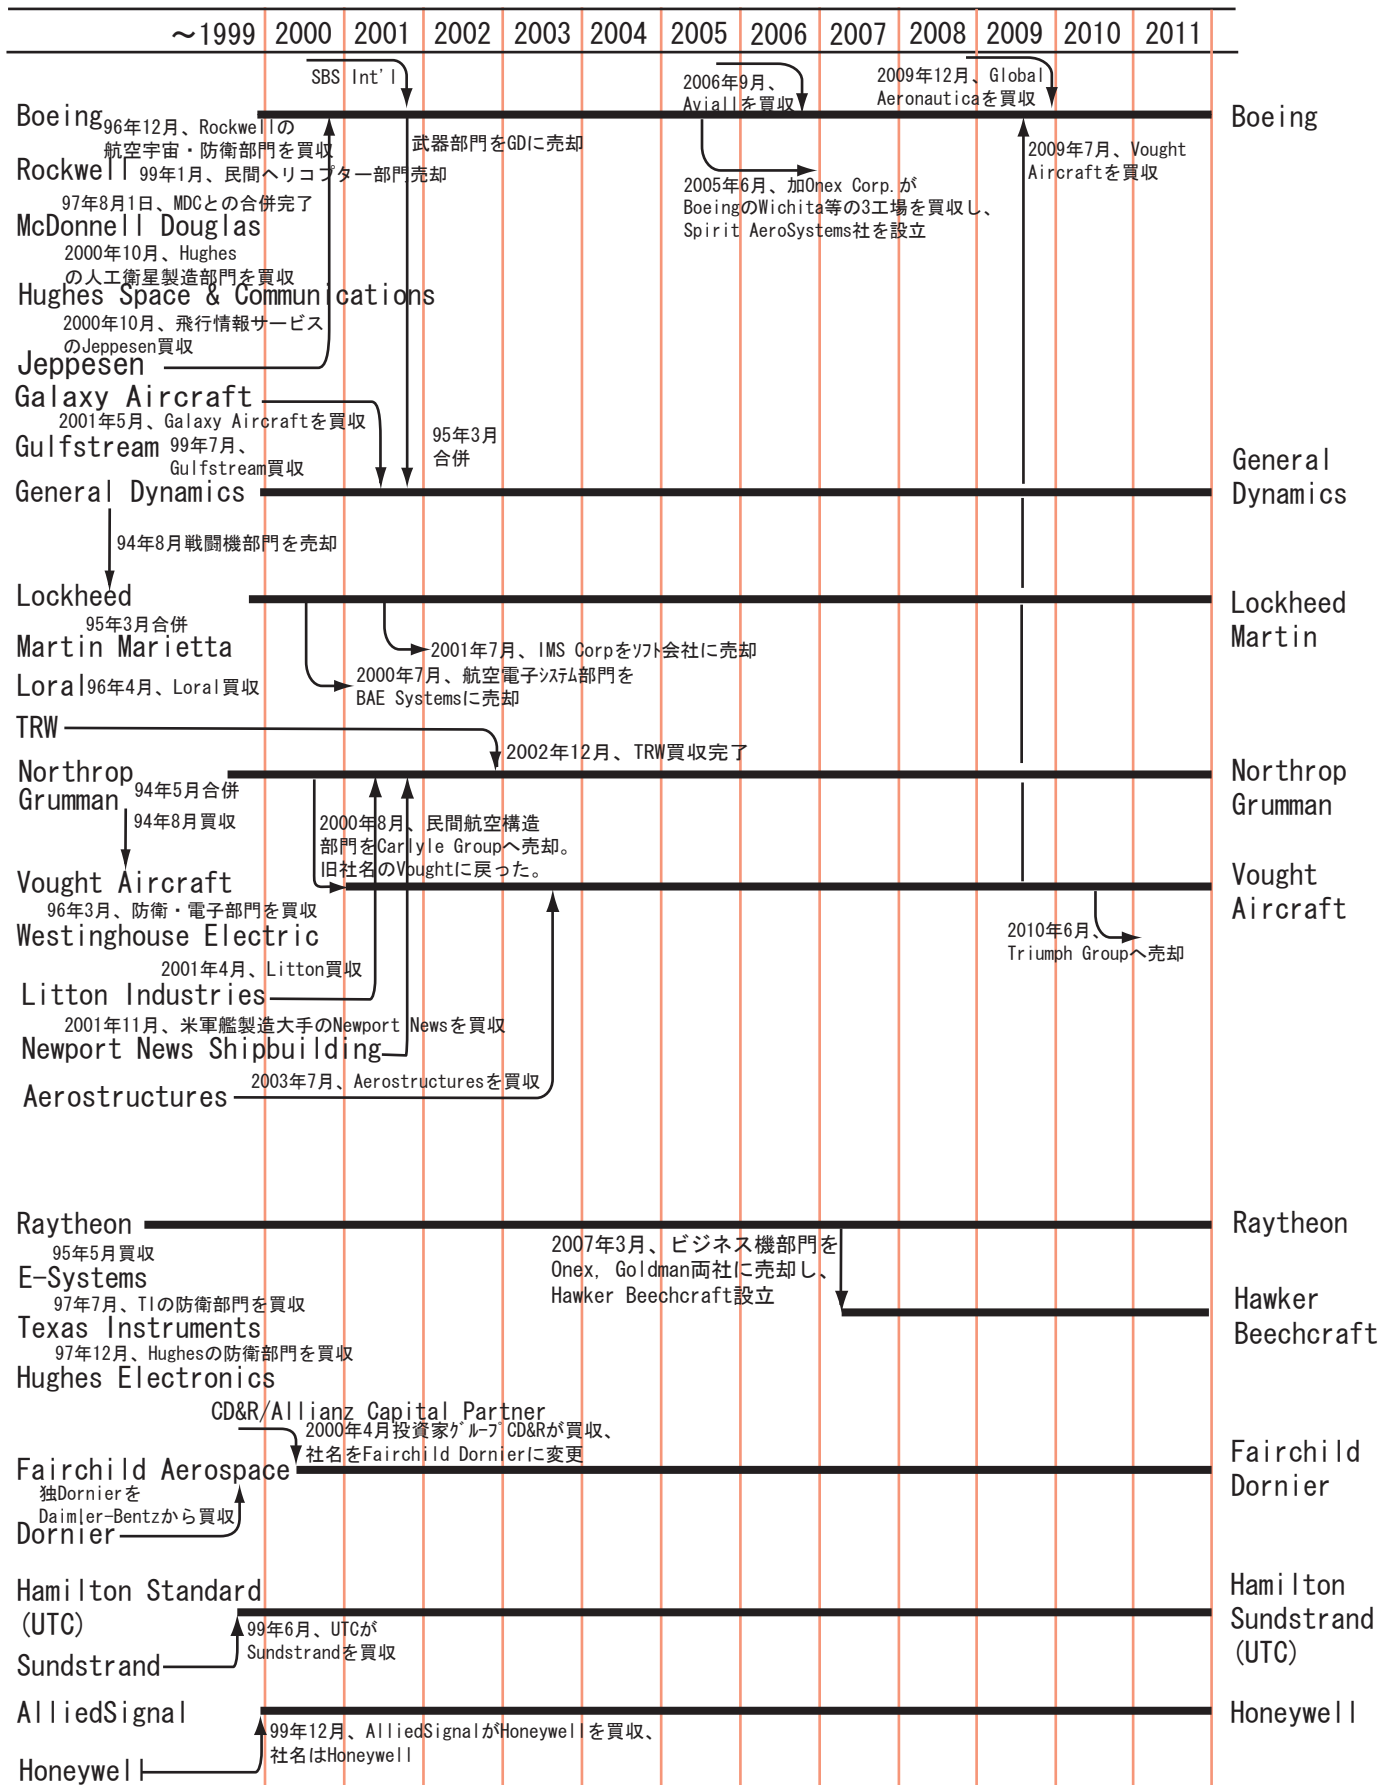 ～1999 2000 2001 2002 2003 2004 2005 2006 2007 2008 2009 2010 2011
SBS Int'l
2006年9月、
Aviallを買収
2009年12月、Global
Aeronauticaを買収
Boeing
Boeing
96年12月、Rockwellの
航空宇宙・防衛部門を買収
武器部門をGDに売却
2009年7月、Vought
Aircraftを買収
Rockwell
99年1月、民間ヘリコプター部門売却
2005年6月、加Onex Corp.が
BoeingのWichita等の3工場を買収し、
Spirit AeroSystems社を設立
97年8月1日、MDCとの合併完了
McDonnell Douglas
2000年10月、Hughes
の人工衛星製造部門を買収
Hughes Space & Communications
2000年10月、飛行情報サービス
のJeppesen買収
Jeppesen
Galaxy Aircraft
2001年5月、Galaxy Aircraftを買収
95年3月
合併
Gulfstream
99年7月、
Gulfstream買収
General Dynamics
General
Dynamics
94年8月戦闘機部門を売却
Lockheed
Lockheed
Martin
95年3月合併
Martin Marietta
2001年7月、IMS Corpをソフト会社に売却
2000年7月、航空電子システム部門を
BAE Systemsに売却
Loral
96年4月、Loral買収
TRW
2002年12月、TRW買収完了
Northrop
Grumman
94年5月合併
Northrop
Grumman
94年8月買収
2000年8月、民間航空構造
部門をCarlyle Groupへ売却。
旧社名のVoughtに戻った。
Vought Aircraft
Vought
Aircraft
96年3月、防衛・電子部門を買収
Westinghouse Electric
2010年6月、
Triumph Groupへ売却
2001年4月、Litton買収
Litton Industries
2001年11月、米軍艦製造大手のNewport Newsを買収
Newport News Shipbuilding
2003年7月、Aerostructuresを買収
Aerostructures
Raytheon
Raytheon
95年5月買収
2007年3月、ビジネス機部門を
Onex, Goldman両社に売却し、
Hawker Beechcraft設立
E-Systems
97年7月、TIの防衛部門を買収
Hawker
Beechcraft
Texas Instruments
97年12月、Hughesの防衛部門を買収
Hughes Electronics
CD&R/Allianz Capital Partner
2000年4月投資家グループCD&Rが買収、
社名をFairchild Dornierに変更
Fairchild Aerospace
Fairchild
Dornier
独Dornierを
Daimler-Bentzから買収
Dornier
Hamilton Standard
(UTC)
Hamilton
Sundstrand
(UTC)
99年6月、UTCが
Sundstrandを買収
Sundstrand
AlliedSignal
Honeywell
99年12月、AlliedSignalがHoneywellを買収、
社名はHoneywell
Honeywell